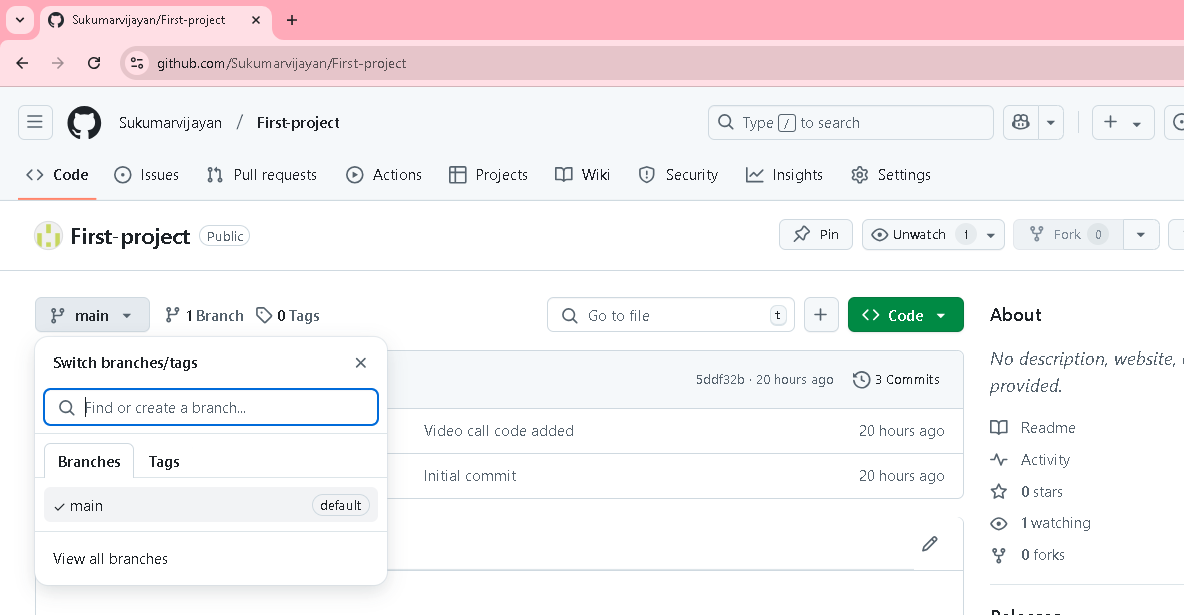 Sukumarvijayan/First-project
github.com/Sukumarvijayan/First-project
Sukumarvijayan / First-project
Type / to search
Code Issues Pull requests Actions Projects Wiki Security Insights Settings
First-project Public
Pin Unwatch 1 Fork 0
main 1 Branch 0 Tags Go to file t Code
Switch branches/tags
Find or create a branch...
Branches Tags
main default
View all branches
5ddf32b · 20 hours ago 3 Commits
Video call code added 20 hours ago
Initial commit 20 hours ago
About
No description, website,
provided.
Readme
Activity
0 stars
1 watching
0 forks